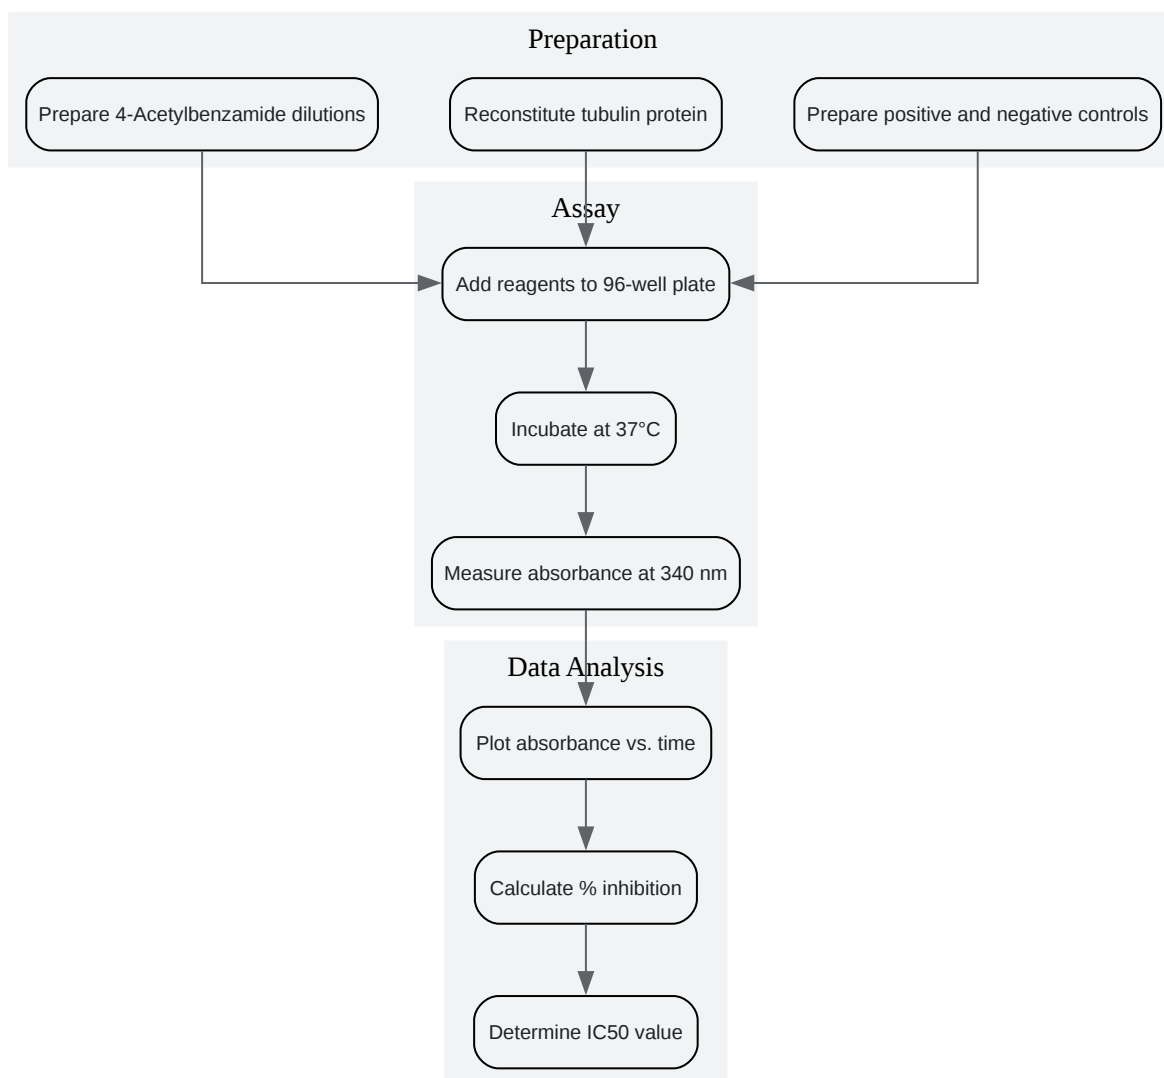 Preparation
Prepare 4-Acetylbenzamide dilutions
Reconstitute tubulin protein
Prepare positive and negative controls
Assay
Add reagents to 96-well plate
Incubate at 37°C
Measure absorbance at 340 nm
Data Analysis
Plot absorbance vs. time
Calculate % inhibition
Determine IC50 value